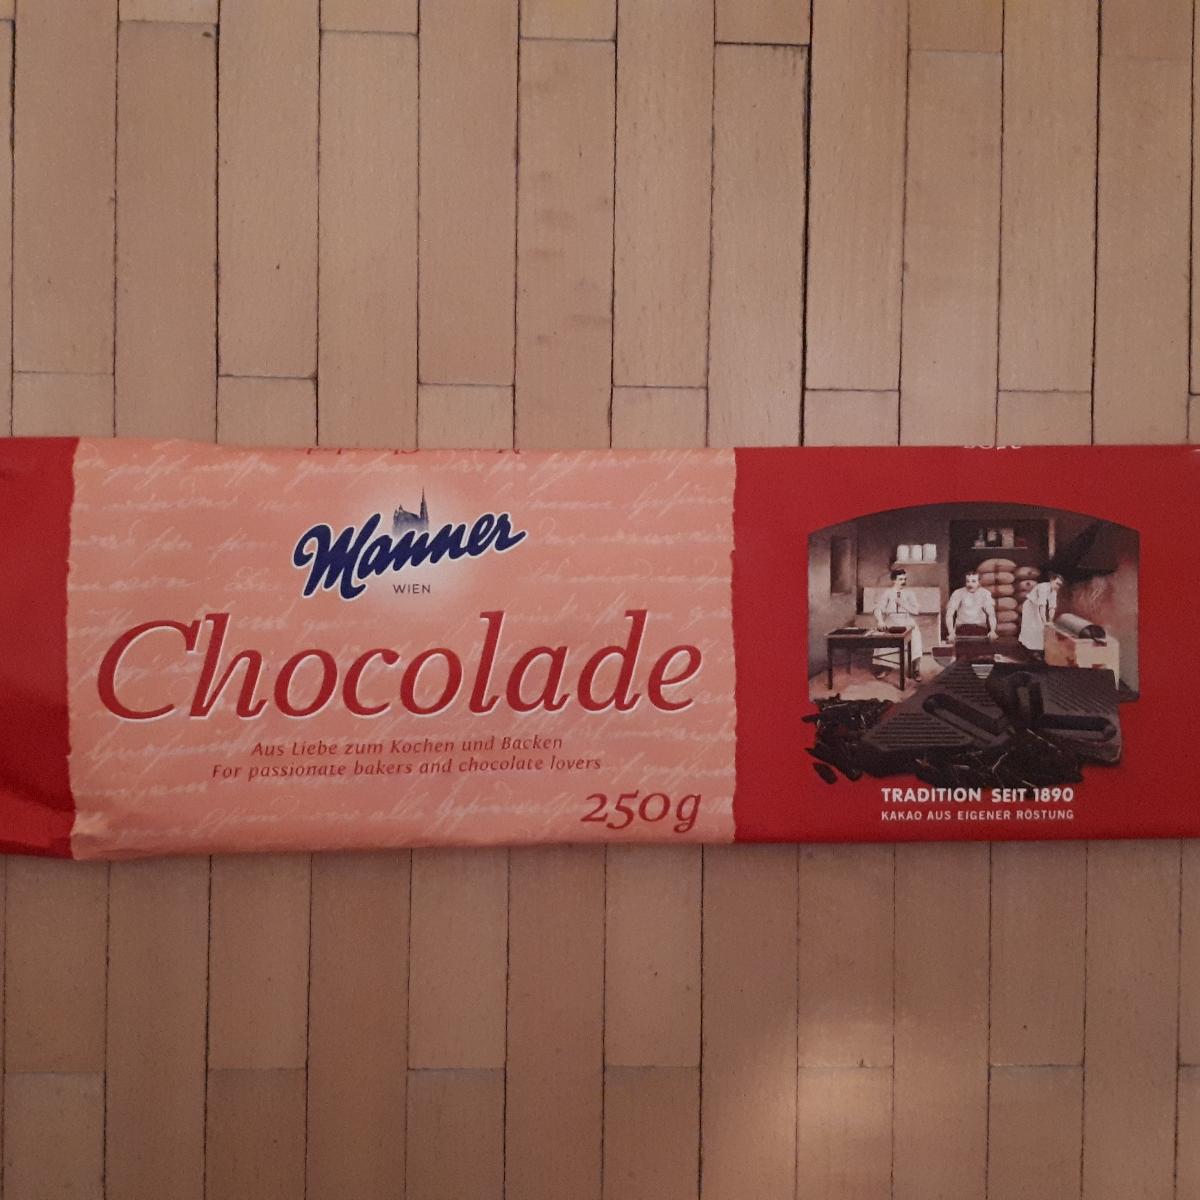 Manner
WIEN
Chocolade
Aus Liebe zum Kochen und Backen
For passionate bakers and chocolate lovers
250g
TRADITION SEIT 1890
KAKAO AUS EIGENER RÖSTUNG